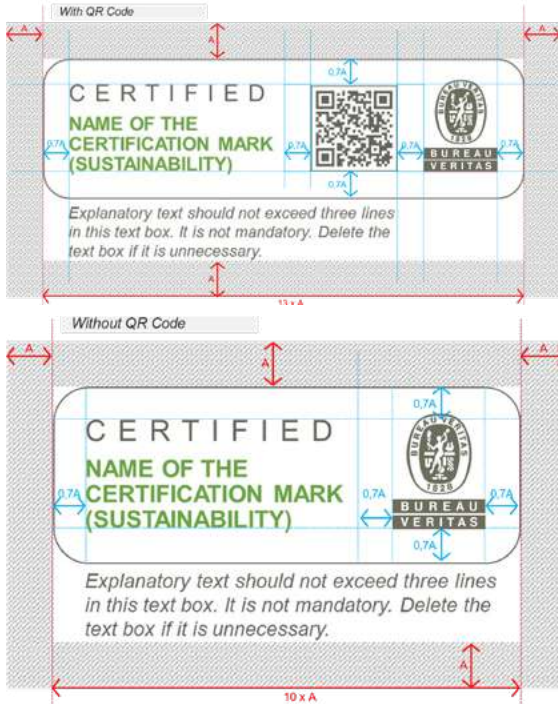 With QR Code
A
A
0,7A
CERTIFIED
NAME OF THE
CERTIFICATION MARK
(SUSTAINABILITY)
0,7A
0,7A
0,7A
0,7A
0,7A
BUREAU VERITAS
1828
BUREAU
VERITAS
Explanatory text should not exceed three lines
in this text box. It is not mandatory. Delete the
text box if it is unnecessary.
A
A
13 x A
Without QR Code
A
A
A
0,7A
CERTIFIED
NAME OF THE
CERTIFICATION MARK
(SUSTAINABILITY)
0,7A
0,7A
0,7A
0,7A
BUREAU VERITAS
1828
BUREAU
VERITAS
Explanatory text should not exceed three lines
in this text box. It is not mandatory. Delete the
text box if it is unnecessary.
A
10 x A